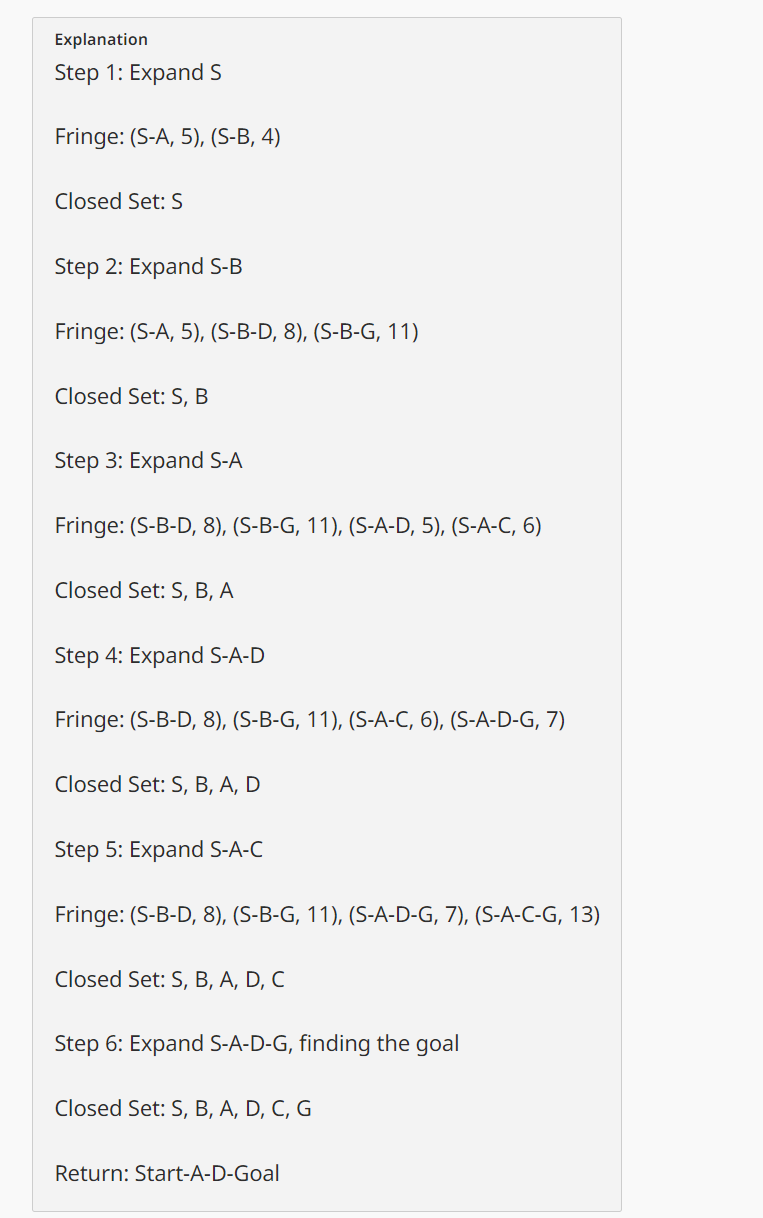 Explanation
Step 1: Expand S
Fringe: (S-A, 5), (S-B, 4)
Closed Set: S
Step 2: Expand S-B
Fringe: (S-A, 5), (S-B-D, 8), (S-B-G, 11)
Closed Set: S, B
Step 3: Expand S-A
Fringe: (S-B-D, 8), (S-B-G, 11), (S-A-D, 5), (S-A-C, 6)
Closed Set: S, B, A
Step 4: Expand S-A-D
Fringe: (S-B-D, 8), (S-B-G, 11), (S-A-C, 6), (S-A-D-G, 7)
Closed Set: S, B, A, D
Step 5: Expand S-A-C
Fringe: (S-B-D, 8), (S-B-G, 11), (S-A-D-G, 7), (S-A-C-G, 13)
Closed Set: S, B, A, D, C
Step 6: Expand S-A-D-G, finding the goal
Closed Set: S, B, A, D, C, G
Return: Start-A-D-Goal